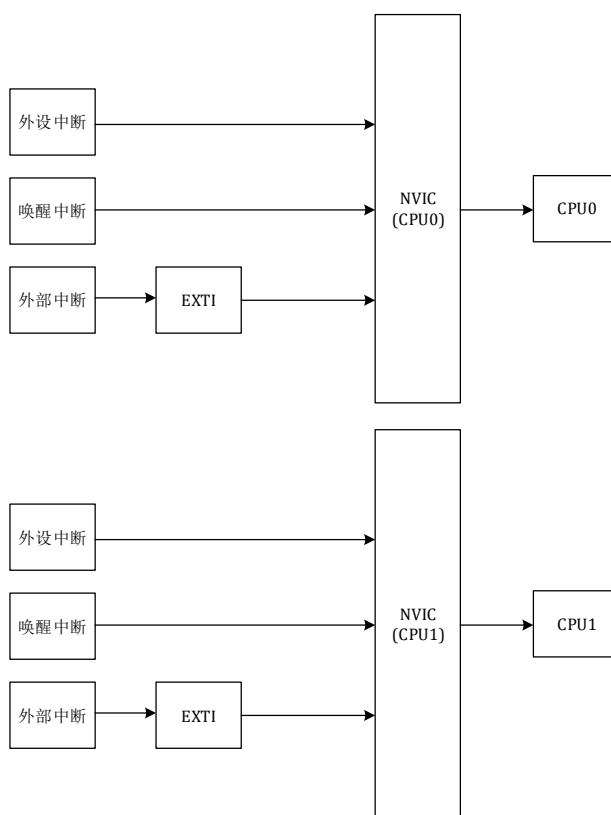 外设中断
唤醒中断
外部中断
EXTI
NVIC
(CPU0)
CPU0
外设中断
唤醒中断
外部中断
EXTI
NVIC
(CPU1)
CPU1